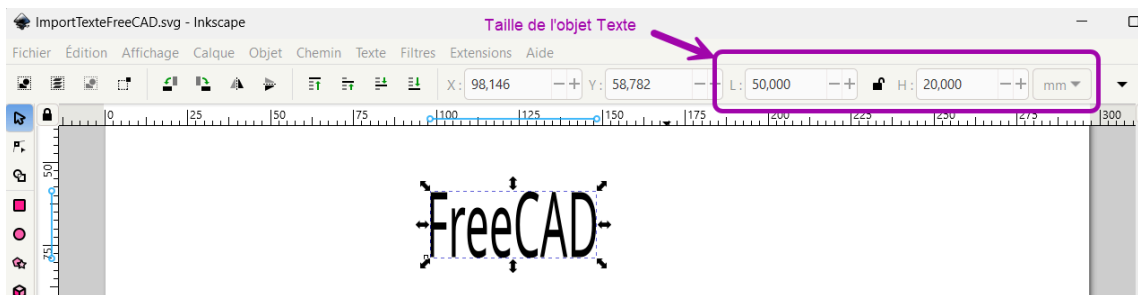 ImportTexteFreeCAD.svg - Inkscape
Taille de l'objet Texte
Fichier Édition Affichage Calque Objet Chemin Texte Filtres Extensions Aide
X: 98,146 Y: 58,782 L: 50,000 H: 20,000 mm
0 25 50 75 100 125 150 175 200 225 250 275 300
50
75
FreeCAD